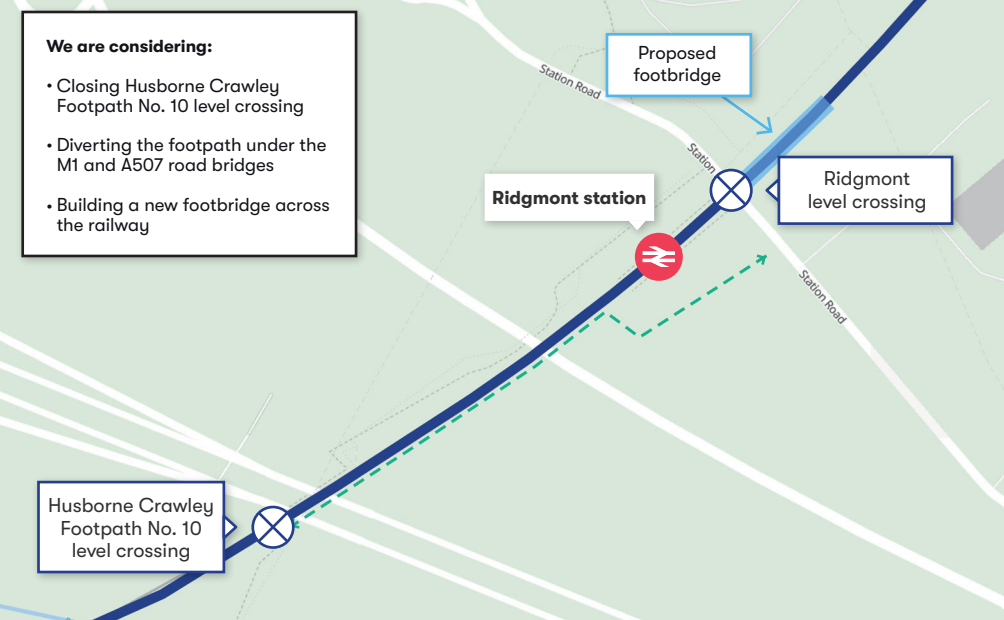 We are considering:
• Closing Husborne Crawley
Footpath No. 10 level crossing
• Diverting the footpath under the
M1 and A507 road bridges
• Building a new footbridge across
the railway
Proposed
footbridge
Station Road
Station
Ridgmont station
Ridgmont
level crossing
Station Road
Husborne Crawley
Footpath No. 10
level crossing